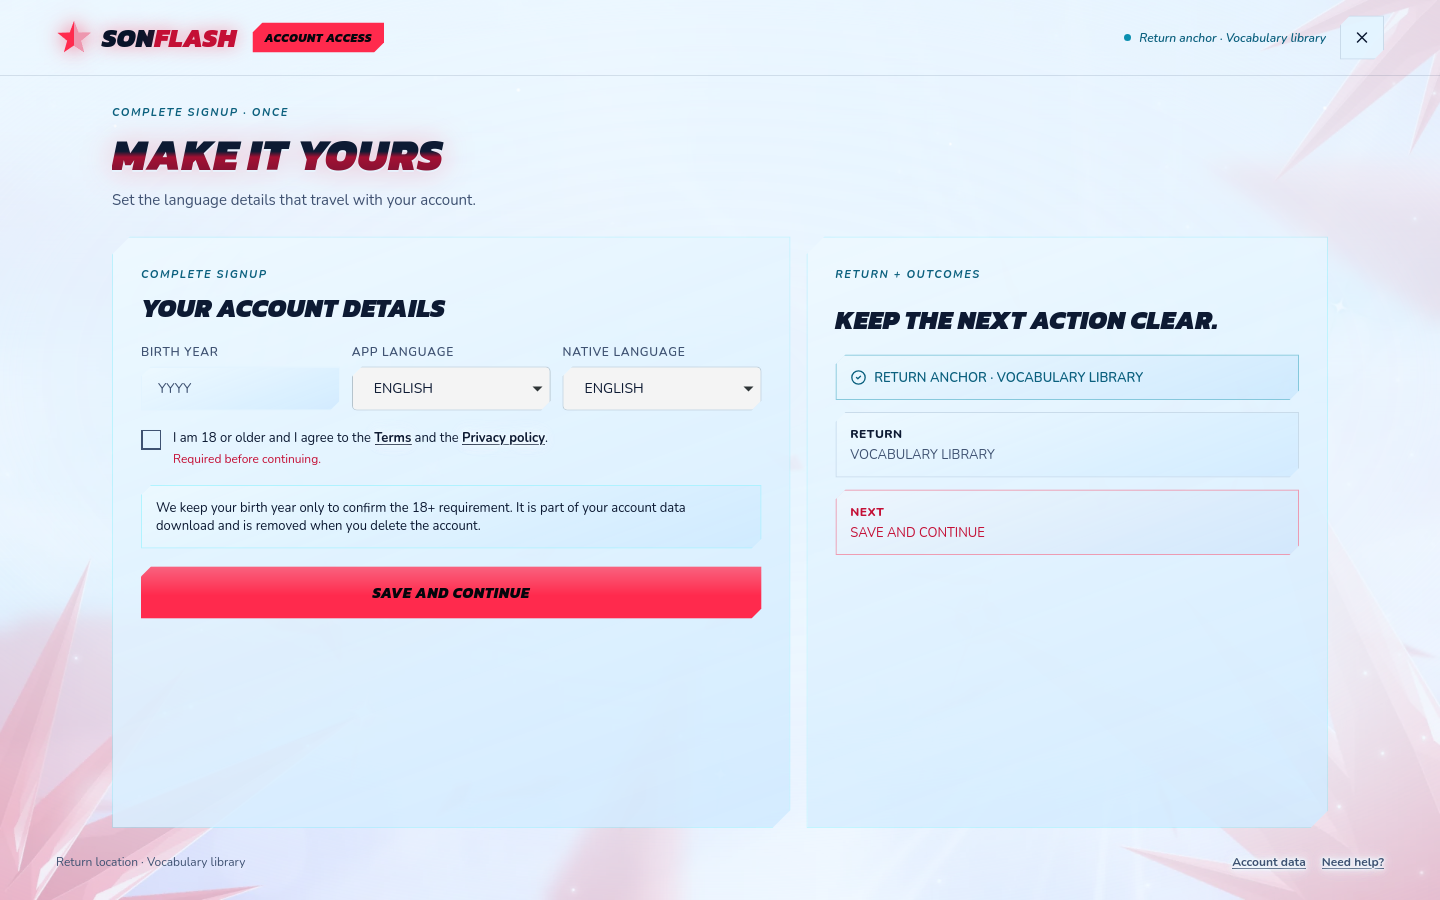 SONFLASH
ACCOUNT ACCESS
Return anchor · Vocabulary library
COMPLETE SIGNUP · ONCE
MAKE IT YOURS
Set the language details that travel with your account.
COMPLETE SIGNUP
YOUR ACCOUNT DETAILS
BIRTH YEAR
APP LANGUAGE
NATIVE LANGUAGE
YYYY
ENGLISH
ENGLISH
I am 18 or older and I agree to the Terms and the Privacy policy.
Required before continuing.
We keep your birth year only to confirm the 18+ requirement. It is part of your account data
download and is removed when you delete the account.
SAVE AND CONTINUE
RETURN + OUTCOMES
KEEP THE NEXT ACTION CLEAR.
RETURN ANCHOR · VOCABULARY LIBRARY
RETURN
VOCABULARY LIBRARY
NEXT
SAVE AND CONTINUE
Return location · Vocabulary library
Account data
Need help?